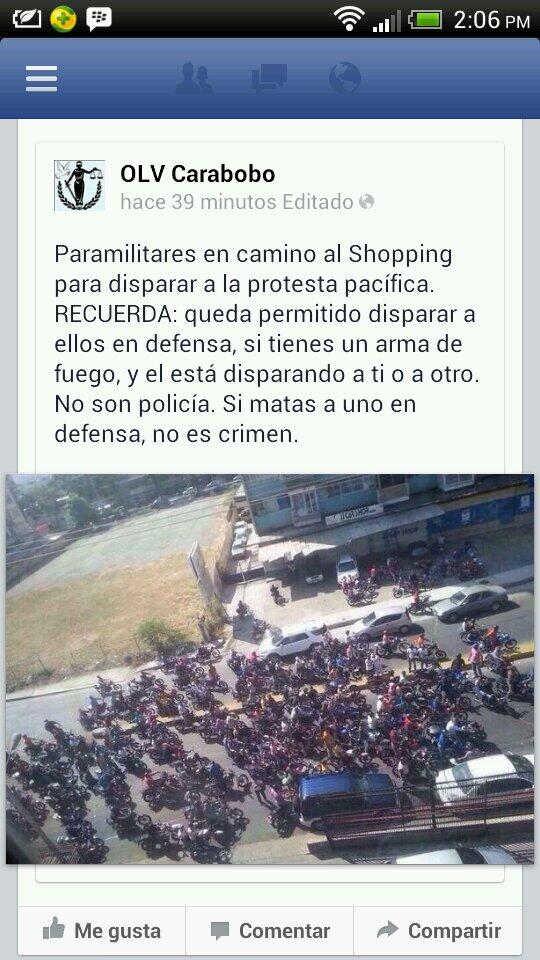 2:06 PM
OLV Carabobo
hace 39 minutos Editado
Paramilitares en camino al Shopping
para disparar a la protesta pacífica.
RECUERDA: queda permitido disparar a
ellos en defensa, si tienes un arma de
fuego, y el está disparando a ti o a otro.
No son policía. Si matas a uno en
defensa, no es crimen.
Me gusta
Comentar
Compartir